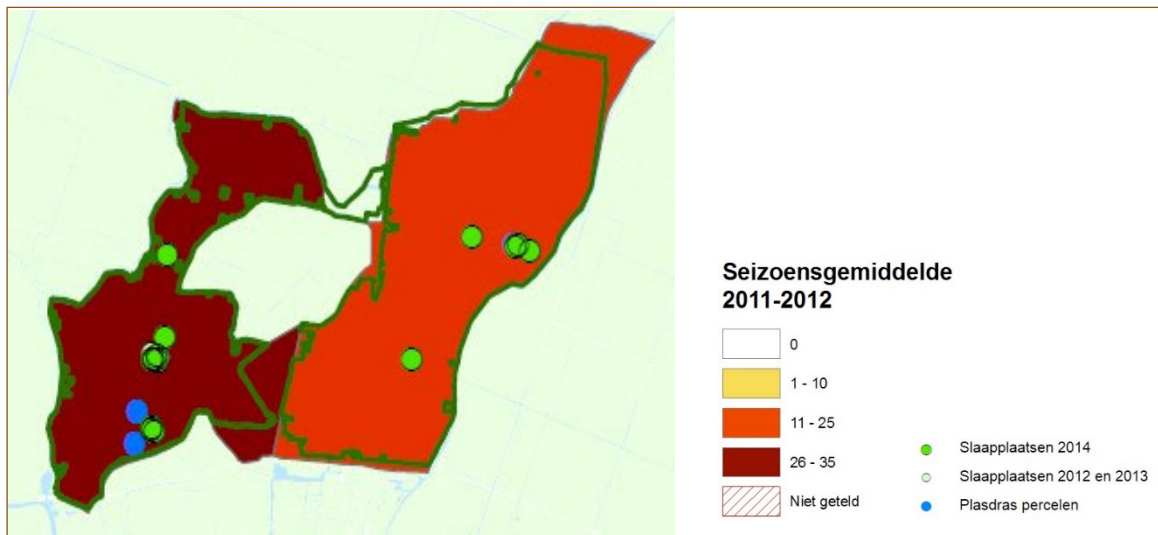 Seizoensgemiddelde
2011-2012
0
1 - 10
11 - 25
26 - 35
Niet geteld
Slaapplaatsen 2014
Slaapplaatsen 2012 en 2013
Plasdras percelen